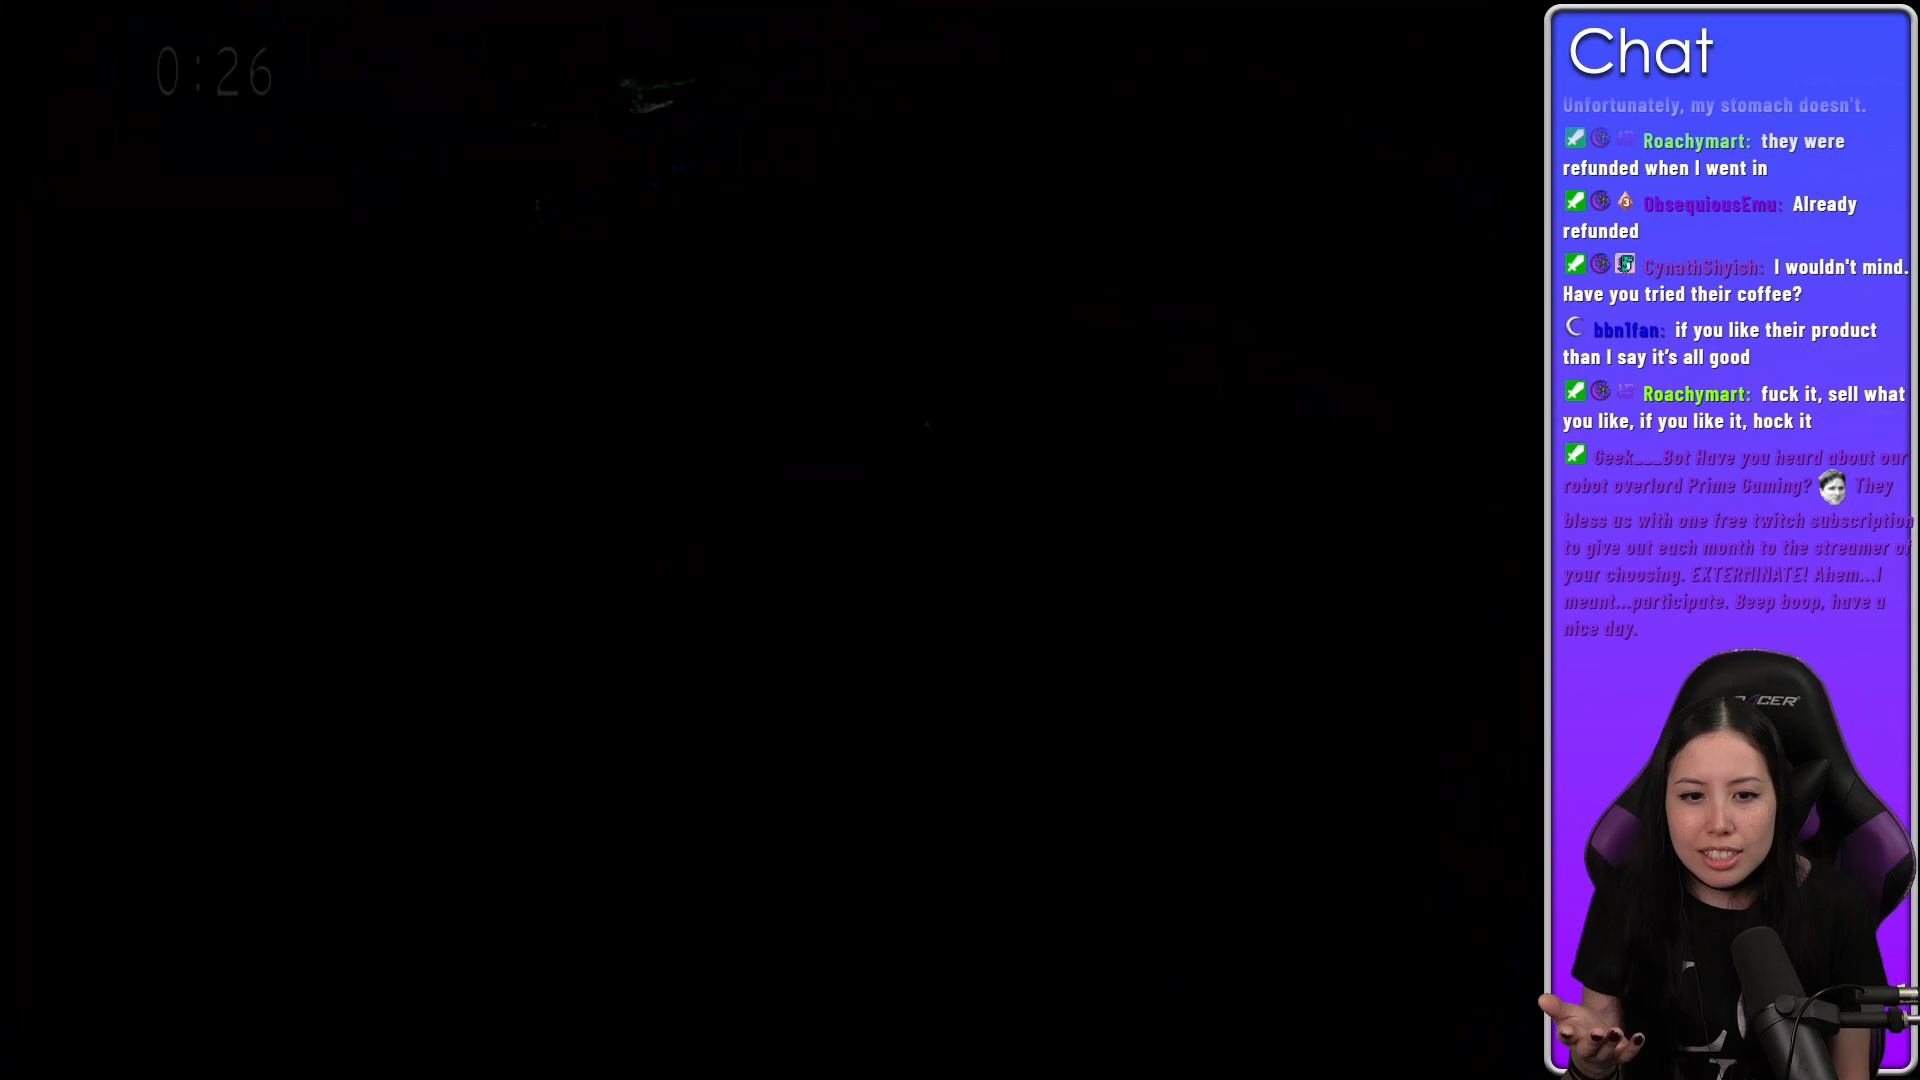 0:26
Chat
Unfortunately, my stomach doesn't.
Roachymart: they were
refunded when I went in
ObsequiousEmu: Already
refunded
CynathShyish: I wouldn't mind.
Have you tried their coffee?
bbn1fan: if you like their product
than I say it's all good
Roachymart: fuck it, sell what
you like, if you like it, hock it
Geek___Bot Have you heard about our
robot overlord Prime Gaming? They
bless us with one free twitch subscription
to give out each month to the streamer of
your choosing. EXTERMINATE! Ahem...I
meant...participate. Beep boop, have a
nice day.
CER